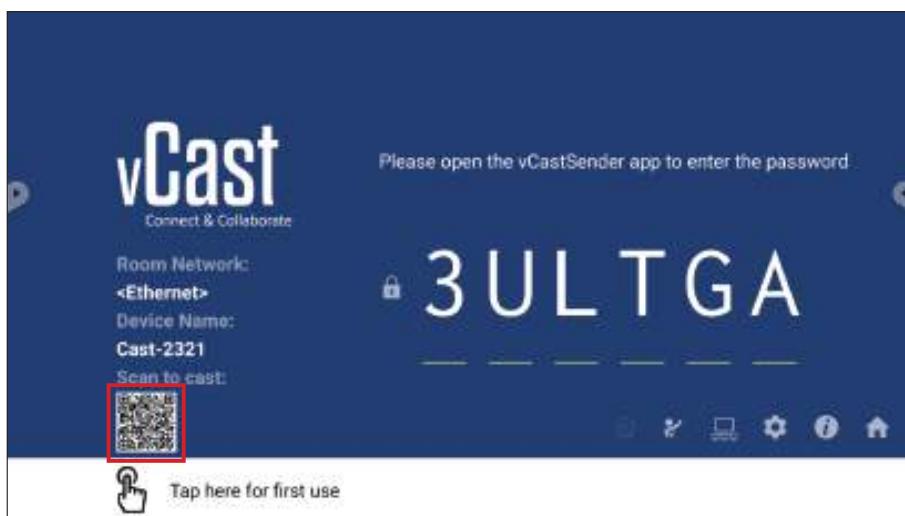 vCast
Connect & Collaborate
Please open the vCastSender app to enter the password
Room Network:
<Ethernet>
Device Name:
Cast-2321
Scan to cast:
3ULTGA
Tap here for first use